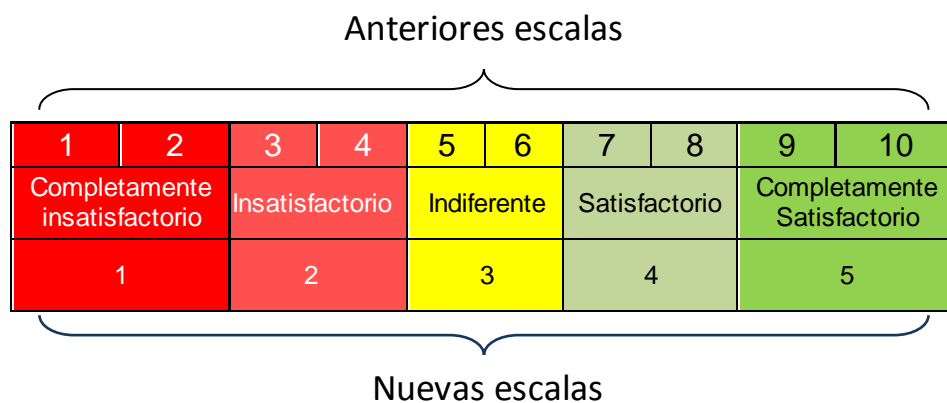 Anteriores escalas
1 2 3 4 5 6 7 8 9 10
Completamente insatisfactorio
Insatisfactorio
Indiferente
Satisfactorio
Completamente Satisfactorio
1 2 3 4 5
Nuevas escalas